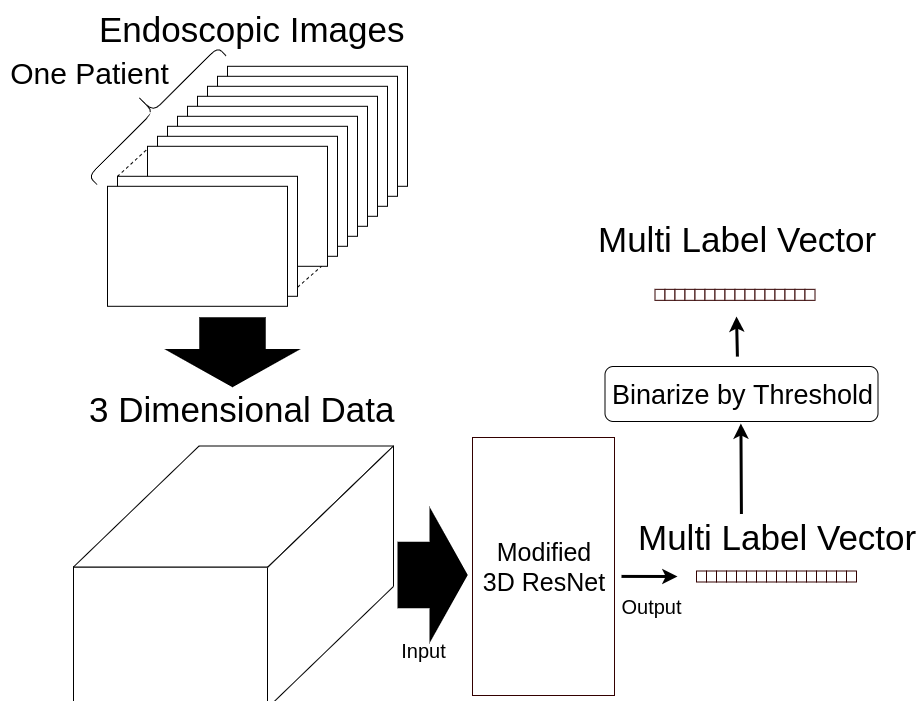 Endoscopic Images
One Patient
3 Dimensional Data
Input
Modified
3D ResNet
Output
Multi Label Vector
Binarize by Threshold
Multi Label Vector